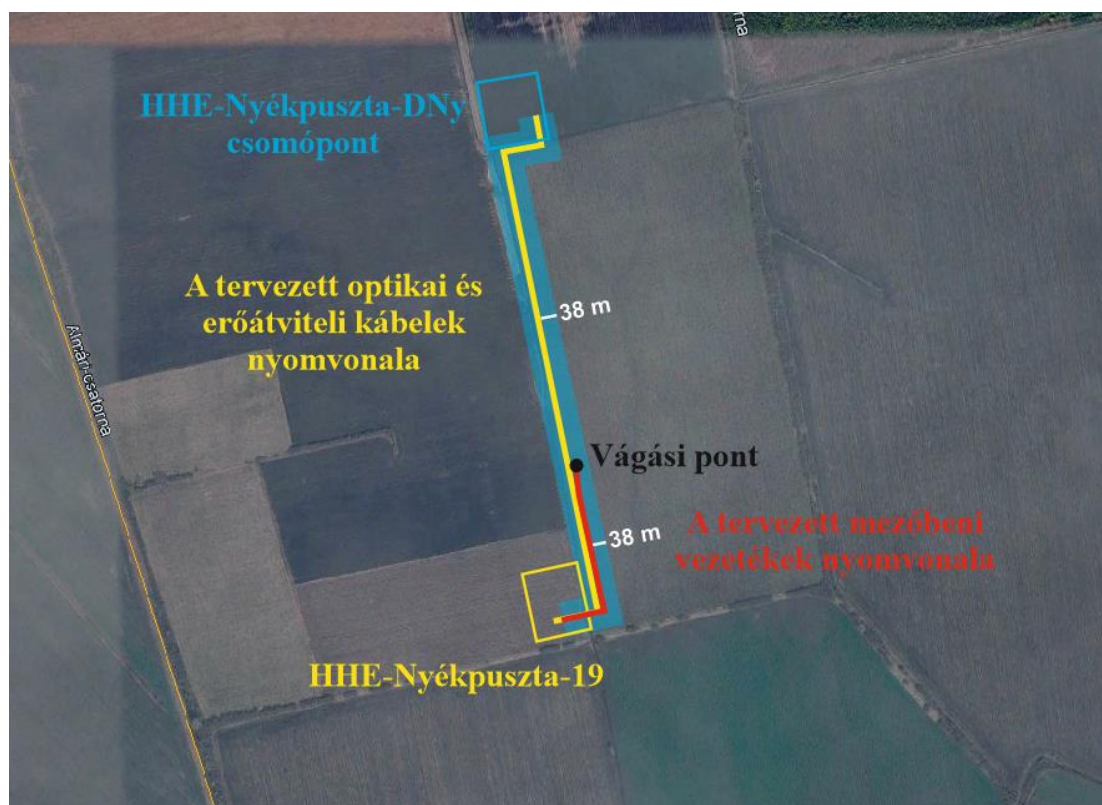 orna
HHE-Nyékpuszta-DNy
csomópont
A tervezett optikai és
erőátviteli kábelek
nyomvonala
38 m
Almári-csatorna
Vágási pont
A tervezett mezőbeni
vezetékek nyomvonala
38 m
HHE-Nyékpuszta-19